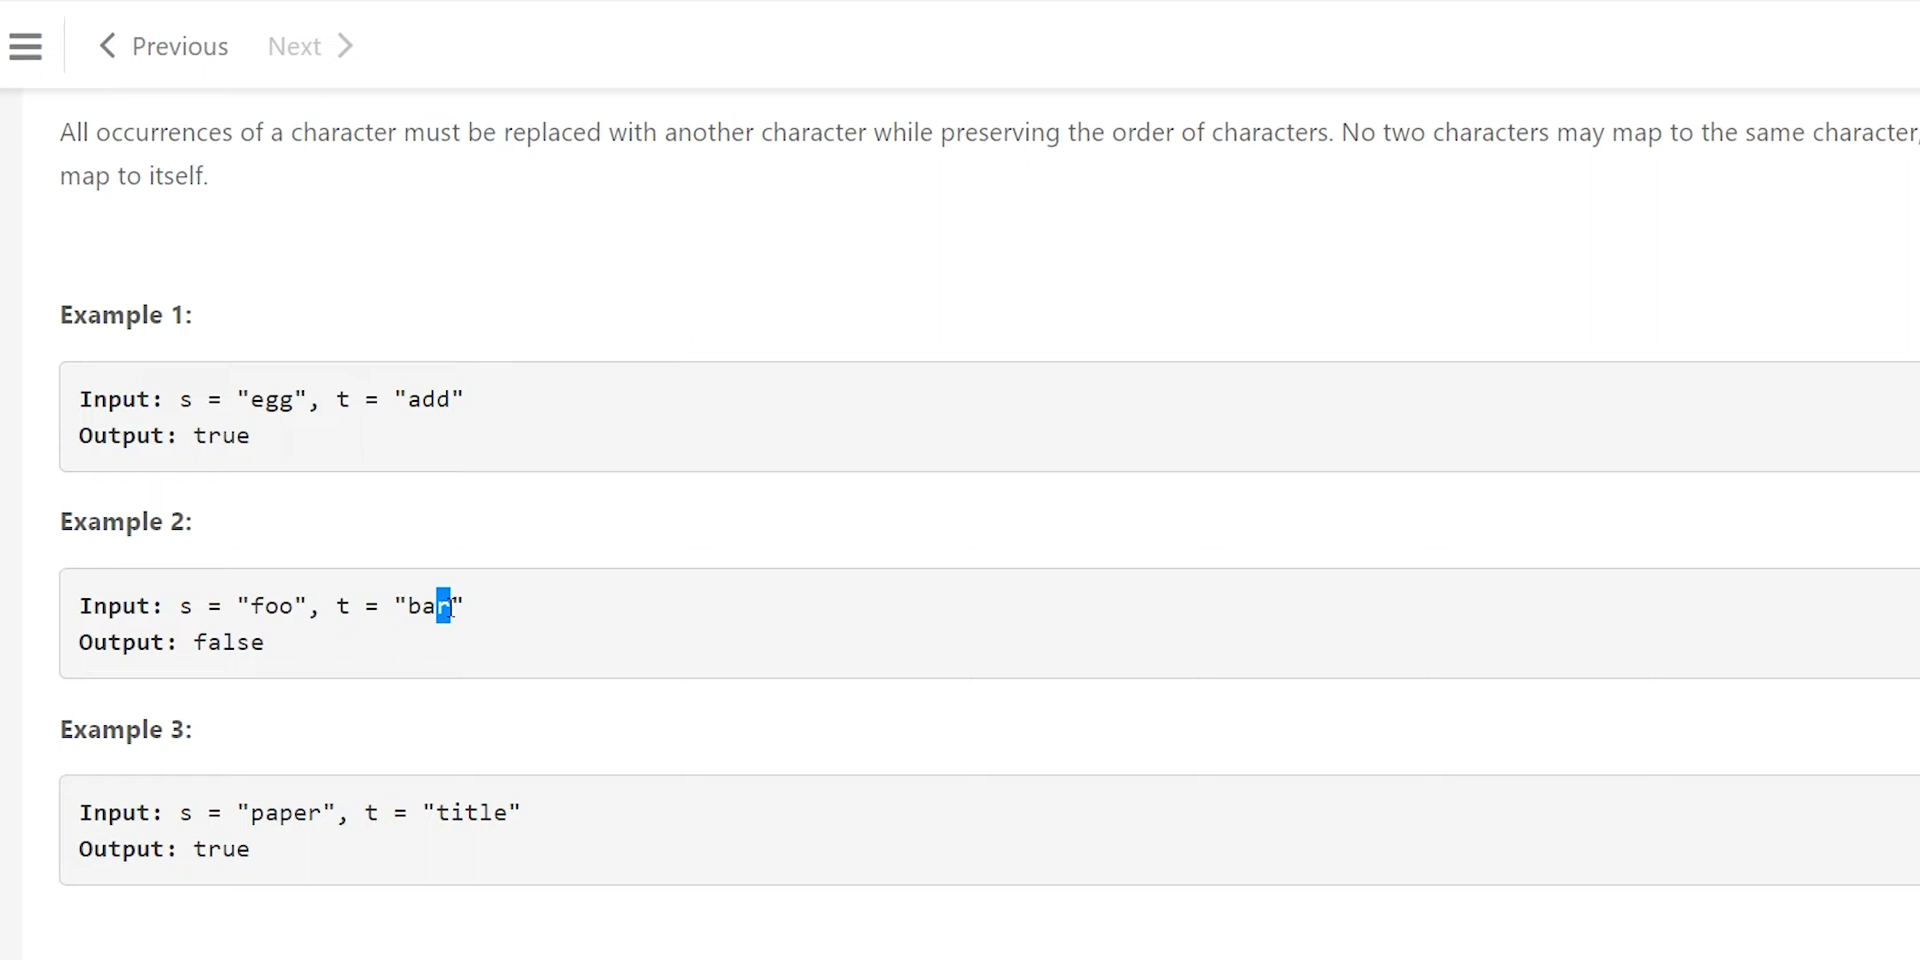 Previous Next
All occurrences of a character must be replaced with another character while preserving the order of characters. No two characters may map to the same character,
map to itself.
Example 1:
Input: s = "egg", t = "add"
Output: true
Example 2:
Input: s = "foo", t = "bar"
Output: false
Example 3:
Input: s = "paper", t = "title"
Output: true